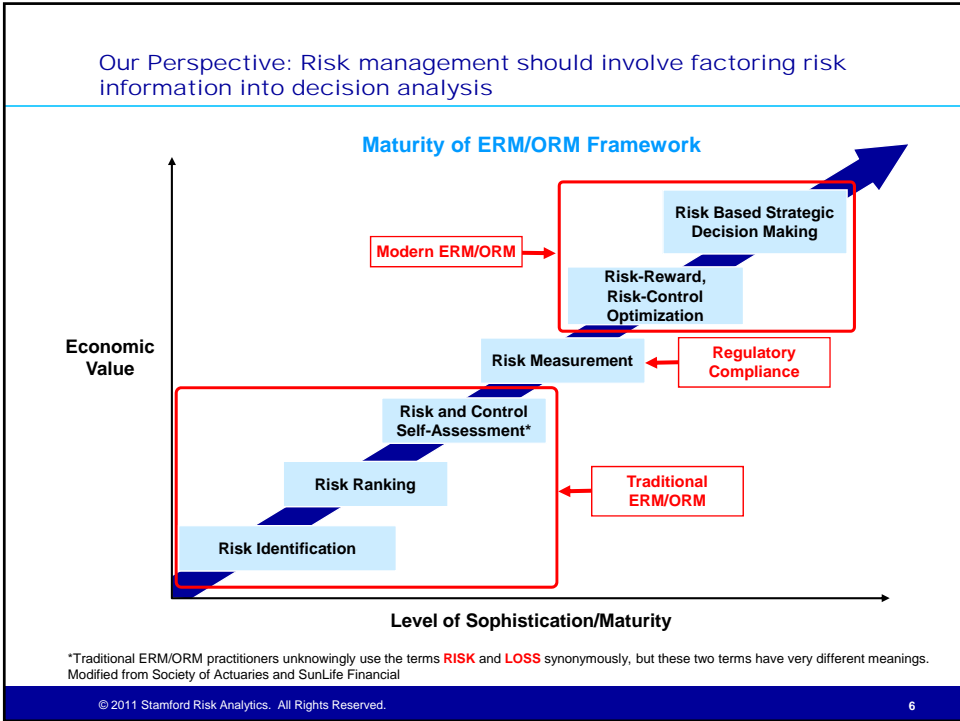 Our Perspective: Risk management should involve factoring risk
information into decision analysis
Maturity of ERM/ORM Framework
Risk Based Strategic
Decision Making
Modern ERM/ORM
Risk-Reward,
Risk-Control
Optimization
Economic
Value
Risk Measurement
Regulatory
Compliance
Risk and Control
Self-Assessment*
Risk Ranking
Traditional
ERM/ORM
Risk Identification
Level of Sophistication/Maturity
*Traditional ERM/ORM practitioners unknowingly use the terms RISK and LOSS synonymously, but these two terms have very different meanings.
Modified from Society of Actuaries and SunLife Financial
© 2011 Stamford Risk Analytics. All Rights Reserved.
6